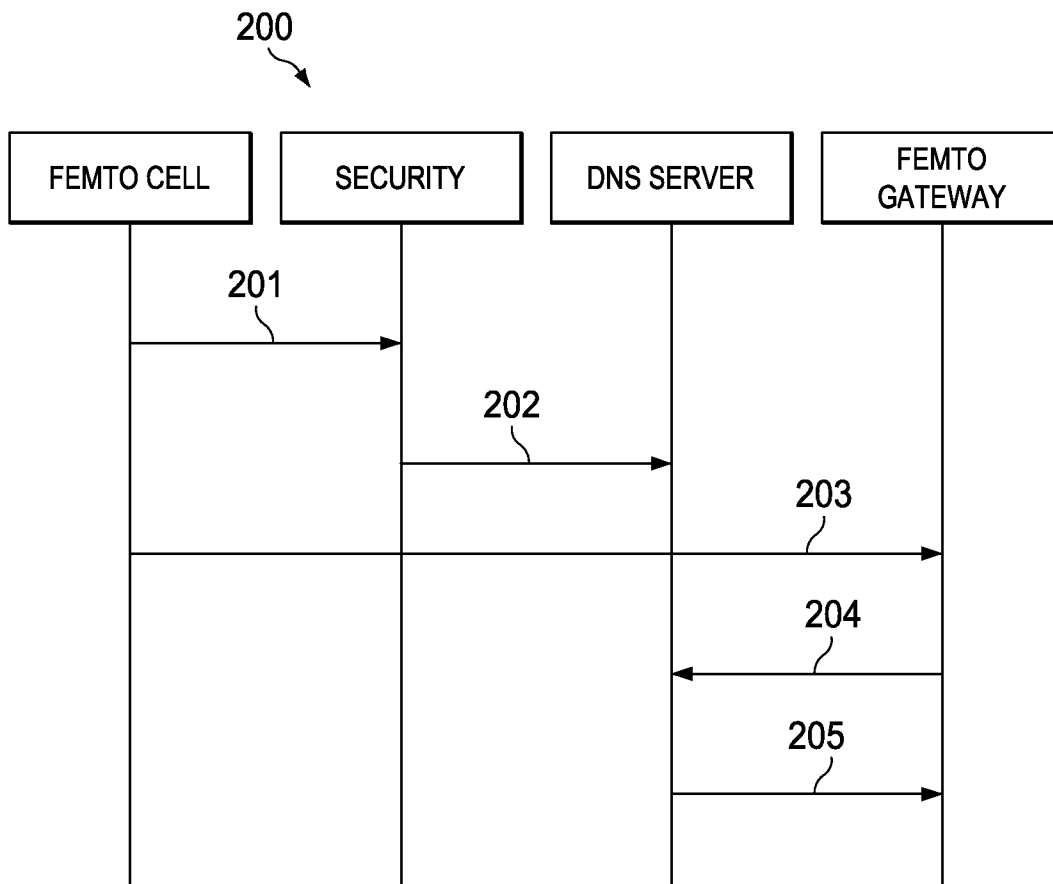 200
FEMTO CELL
SECURITY
DNS SERVER
FEMTO
GATEWAY
201
202
203
204
205